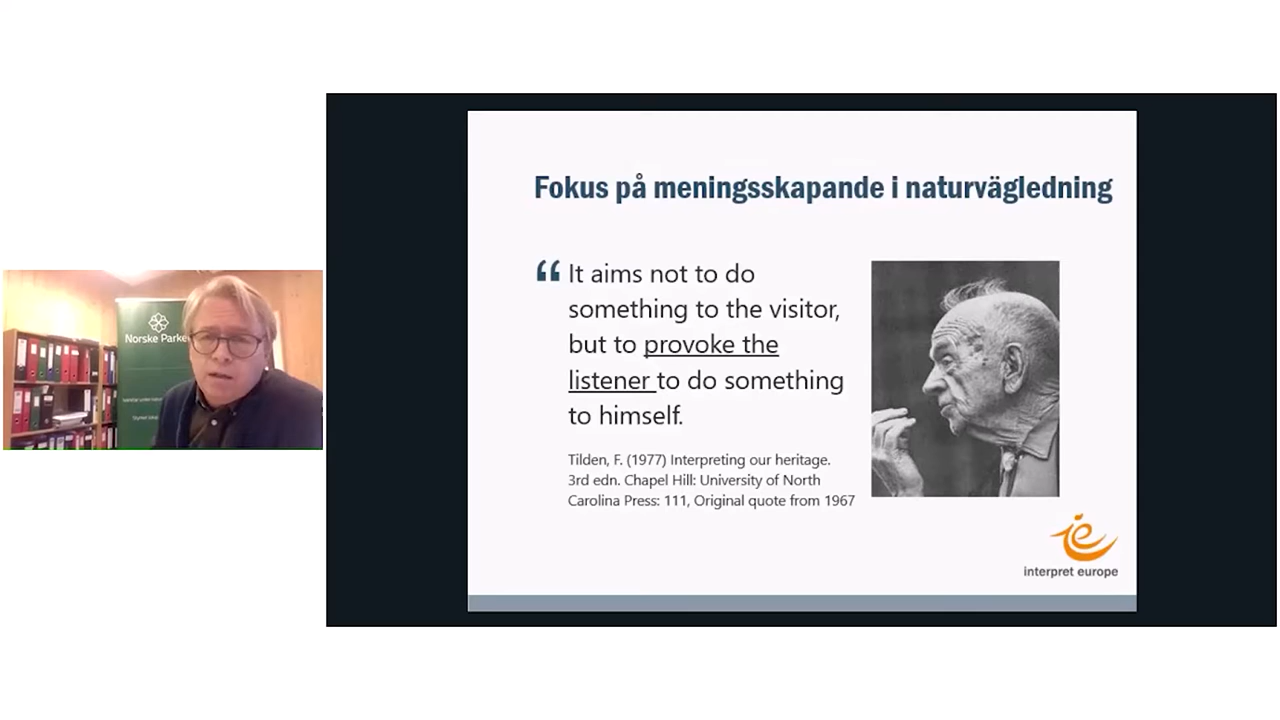 Norske Parke
Fokus på meningsskapande i naturvägledning
“ It aims not to do
something to the visitor,
but to provoke the
listener to do something
to himself.
Tilden, F. (1977) Interpreting our heritage.
3rd edn. Chapel Hill: University of North
Carolina Press: 111, Original quote from 1967
interpret europe